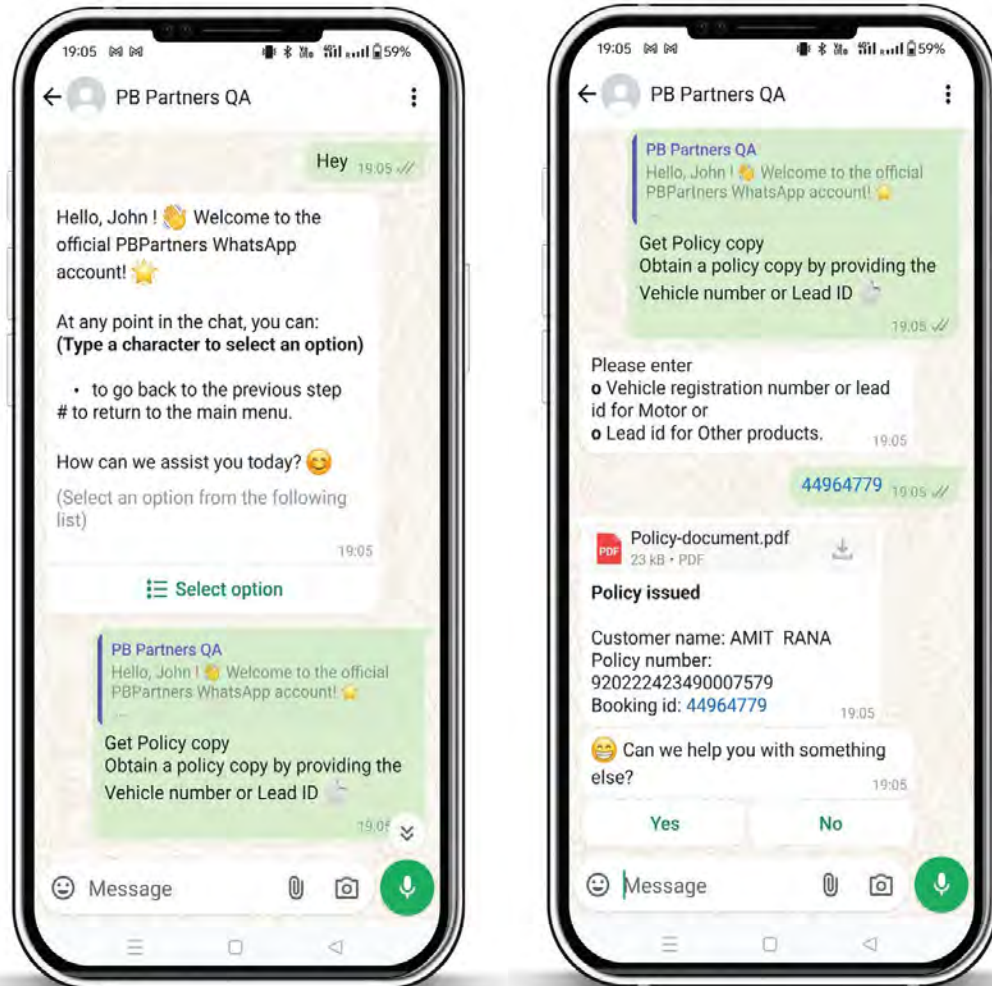 19:05
59%
PB Partners QA
Hey 19:05
Hello, John ! 👋 Welcome to the
official PBPartners WhatsApp
account! 🌟
At any point in the chat, you can:
(Type a character to select an option)
• to go back to the previous step
# to return to the main menu.
How can we assist you today? 😊
(Select an option from the following
list)
19:05
Select option
PB Partners QA
Hello, John ! 👋 Welcome to the official
PBPartners WhatsApp account! 🌟
...
Get Policy copy
Obtain a policy copy by providing the
Vehicle number or Lead ID
19:05
Message
19:05
59%
PB Partners QA
PB Partners QA
Hello, John ! 👋 Welcome to the official
PBPartners WhatsApp account! 🌟
...
Get Policy copy
Obtain a policy copy by providing the
Vehicle number or Lead ID
19:05
Please enter
o Vehicle registration number or lead
id for Motor or
o Lead id for Other products.
19:05
44964779 19:05
PDF
Policy-document.pdf
23 kB • PDF
Policy issued
Customer name: AMIT RANA
Policy number:
920222423490007579
Booking id: 44964779
19:05
😁 Can we help you with something
else?
19:05
Yes No
Message